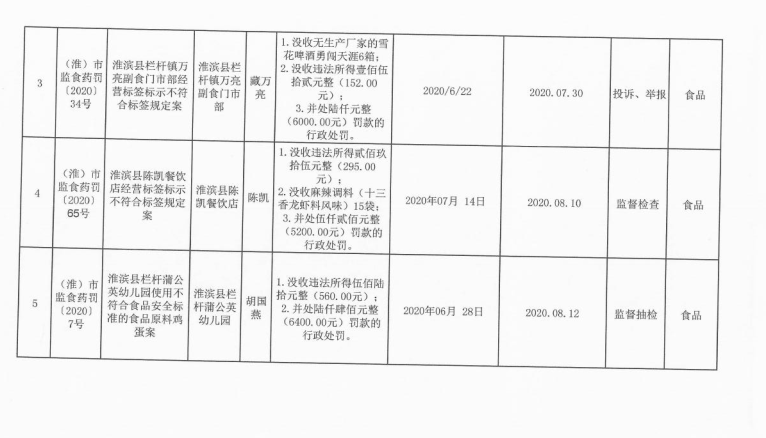 3
（淮）市
监食药罚
〔2020〕
34号
淮滨县栏杆镇万
亮副食门市部经
营标签标示不符
合标签规定案
淮滨县栏
杆镇万亮
副食门市
部
藏万
亮
1.没收无生产厂家的雪
花啤酒勇闯天涯6箱；
2.没收违法所得壹佰伍
拾贰元整（152.00
元）；
3.并处陆仟元整
（6000.00元）罚款的
行政处罚。
2020/6/22
2020.07.30
投诉、举报
食品
4
（淮）市
监食药罚
〔2020〕
65号
淮滨县陈凯餐饮
店经营标签标示
不符合标签规定
案
淮滨县陈
凯餐饮店
陈凯
1.没收违法所得贰佰玖
拾伍元整（295.00
元）；
2.没收麻辣调料（十三
香龙虾料风味）15袋；
3.并处伍仟贰佰元整
（5200.00元）罚款的
行政处罚。
2020年07月 14日
2020.08.10
监督检查
食品
5
（淮）市
监食药罚
〔2020〕
7号
淮滨县栏杆蒲公
英幼儿园使用不
符合食品安全标
准的食品原料鸡
蛋案
淮滨县栏
杆蒲公英
幼儿园
胡国
燕
1.没收违法所得伍佰陆
拾元整（560.00元）；
2.并处陆仟肆佰元整
（6400.00元）罚款的
行政处罚。
2020年06月 28日
2020.08.12
监督抽检
食品